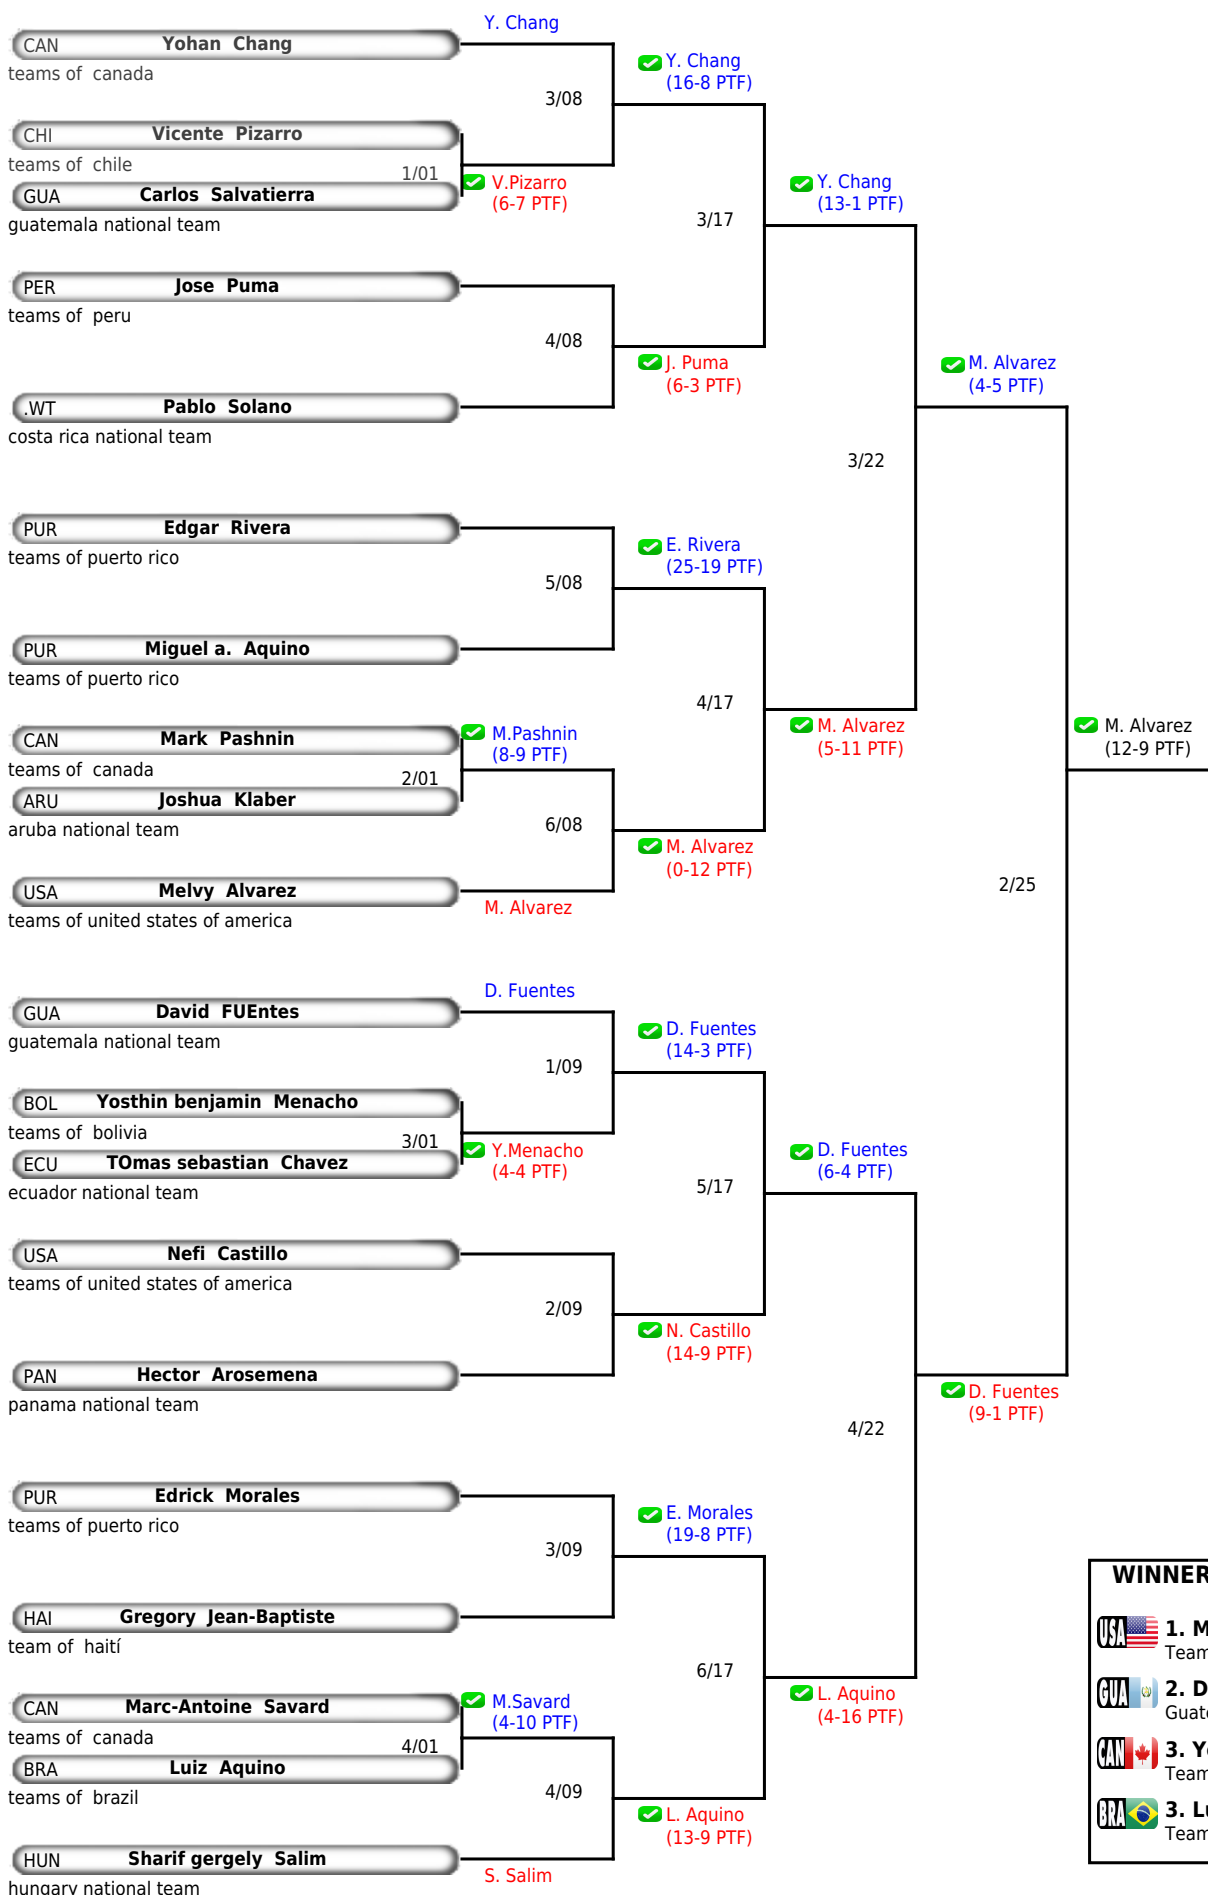 Y. Chang
CAN Yohan Chang
teams of canada
Y. Chang
(16-8 PTF)
3/08
CHI Vicente Pizarro
teams of chile
1/01
V.Pizarro
(6-7 PTF)
GUA Carlos Salvatierra
guatemala national team
Y. Chang
(13-1 PTF)
3/17
PER Jose Puma
teams of peru
4/08
J. Puma
(6-3 PTF)
.WT Pablo Solano
costa rica national team
M. Alvarez
(4-5 PTF)
3/22
PUR Edgar Rivera
teams of puerto rico
E. Rivera
(25-19 PTF)
5/08
PUR Miguel a. Aquino
teams of puerto rico
4/17
M. Alvarez
(5-11 PTF)
CAN Mark Pashnin
teams of canada
2/01
M.Pashnin
(8-9 PTF)
ARU Joshua Klaber
aruba national team
6/08
M. Alvarez
(0-12 PTF)
USA Melvy Alvarez
teams of united states of america
M. Alvarez
M. Alvarez
(12-9 PTF)
2/25
D. Fuentes
GUA David FUEntes
guatemala national team
D. Fuentes
(14-3 PTF)
1/09
BOL Yosthin benjamin Menacho
teams of bolivia
3/01
Y.Menacho
(4-4 PTF)
ECU TOmas sebastian Chavez
ecuador national team
D. Fuentes
(6-4 PTF)
5/17
USA Nefi Castillo
teams of united states of america
2/09
N. Castillo
(14-9 PTF)
PAN Hector Arosemena
panama national team
D. Fuentes
(9-1 PTF)
4/22
PUR Edrick Morales
teams of puerto rico
E. Morales
(19-8 PTF)
3/09
HAI Gregory Jean-Baptiste
team of haití
6/17
L. Aquino
(4-16 PTF)
CAN Marc-Antoine Savard
teams of canada
4/01
M.Savard
(4-10 PTF)
BRA Luiz Aquino
teams of brazil
4/09
L. Aquino
(13-9 PTF)
HUN Sharif gergely Salim
hungary national team
S. Salim
WINNER
USA 1. M
Team
GUA 2. D
Guate
CAN 3. Y
Team
BRA 3. Lu
Team